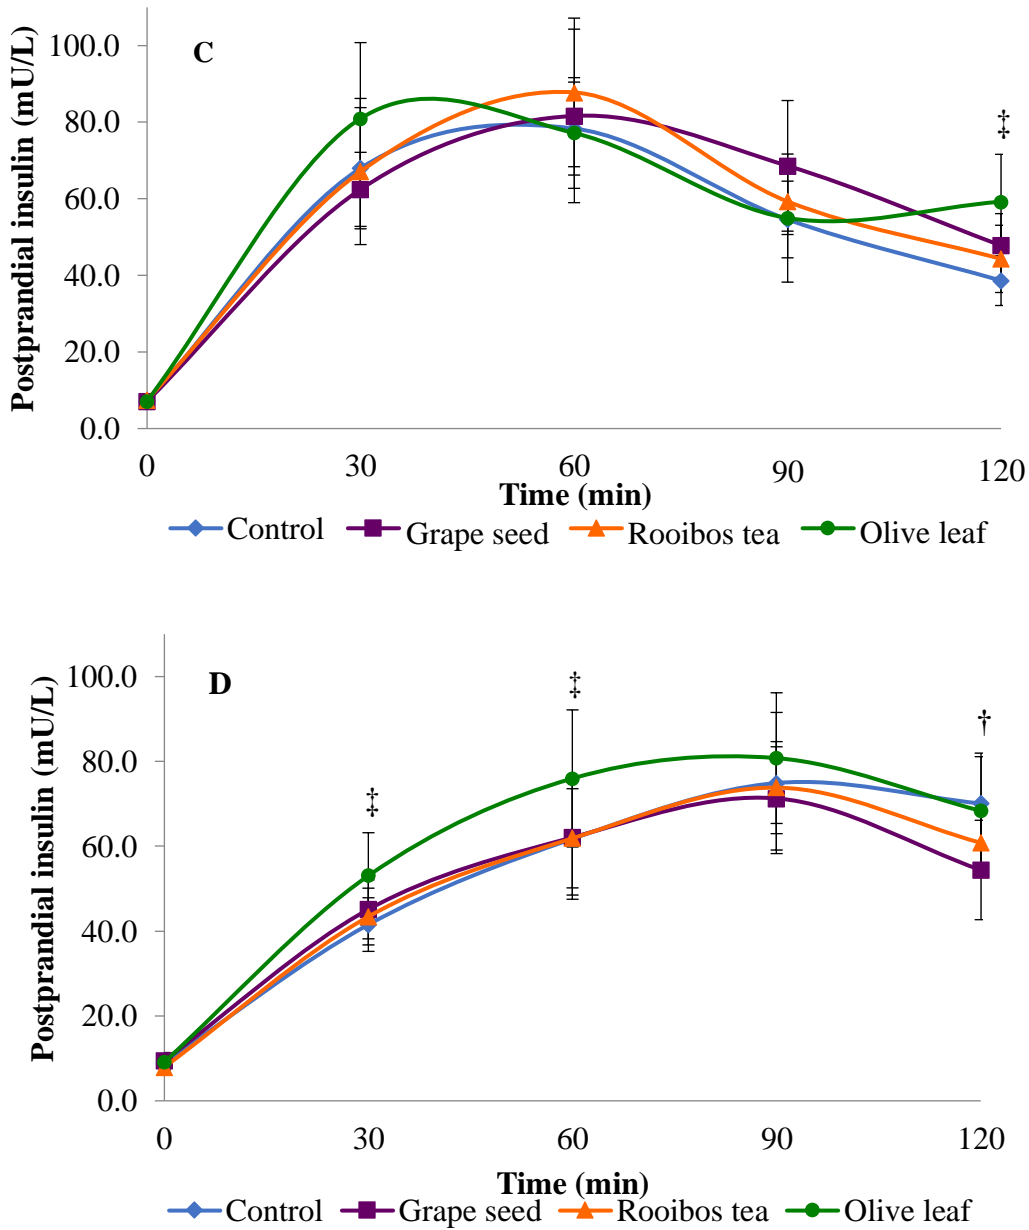 C
Postprandial insulin (mU/L)
100.0
80.0
60.0
40.0
20.0
0.0
‡
0 30 60 90 120
Time (min)
Control Grape seed Rooibos tea Olive leaf
D
Postprandial insulin (mU/L)
100.0
80.0
60.0
40.0
20.0
0.0
‡ ‡ †
0 30 60 90 120
Time (min)
Control Grape seed Rooibos tea Olive leaf